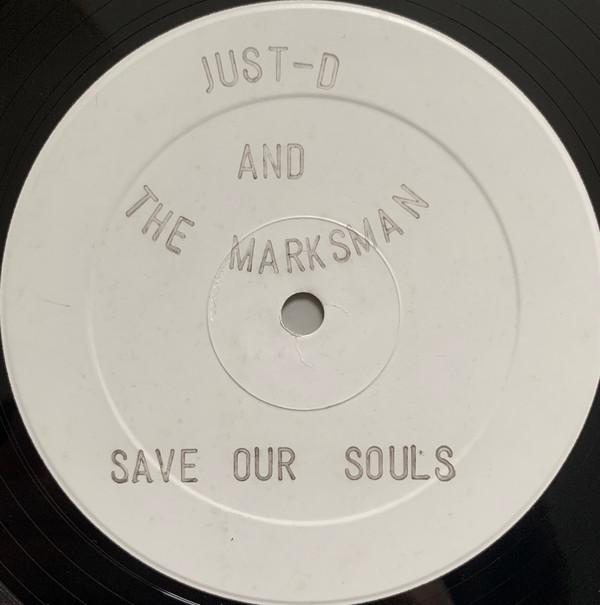 JUST-D
AND
THE MARKSMAN
SAVE OUR SOULS